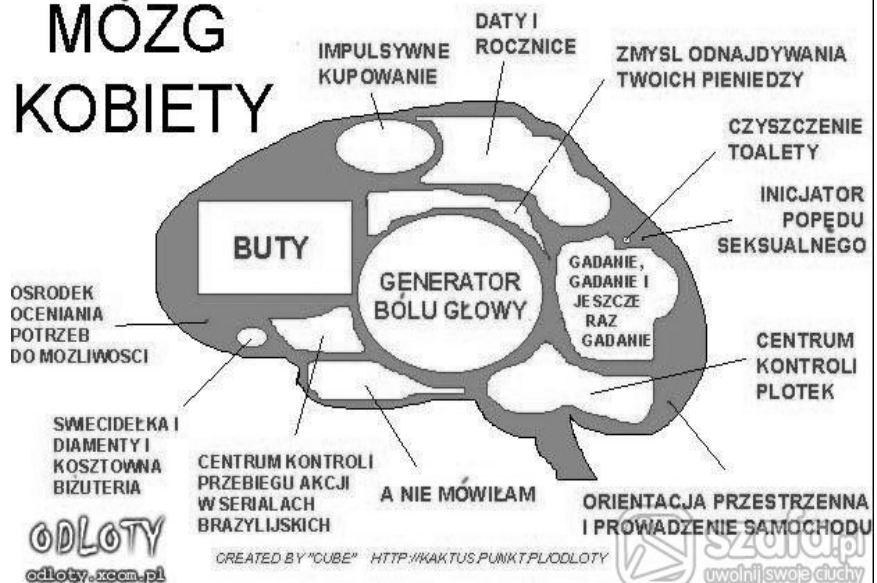 MÓZG
KOBIETY
IMPULSYWNE
KUPOWANIE
DATY I
ROCZNICE
ZMYSL ODNAJDYWANIA
TWOICH PIENIEDZY
CZYSZCZENIE
TOALETY
INICJATOR
POPĘDU
SEKSUALNEGO
BUTY
GENERATOR
BÓLU GŁOWY
GADANIE,
GADANIE I
JESZCZE
RAZ
GADANIE
OSRODEK
OCENIANIA
POTRZEB
DO MOZLIWOSCI
CENTRUM
KONTROLI
PLOTEK
SWIECIDEŁKA I
DIAMENTY I
KOSZTOWNA
BIŻUTERIA
CENTRUM KONTROLI
PRZEBIEGU AKCJI
W SERIALACH
BRAZYLIJSKICH
A NIE MÓWIŁAM
ORIENTACJA PRZESTRZENNA
I PROWADZENIE SAMOCHODU
ODLOTY
odloty.xcom.pl
CREATED BY "CUBE" HTTP://KAKTUS.PUNKT.PL/ODLOTY
szafa.pl
uwolnij swoje ciuchy